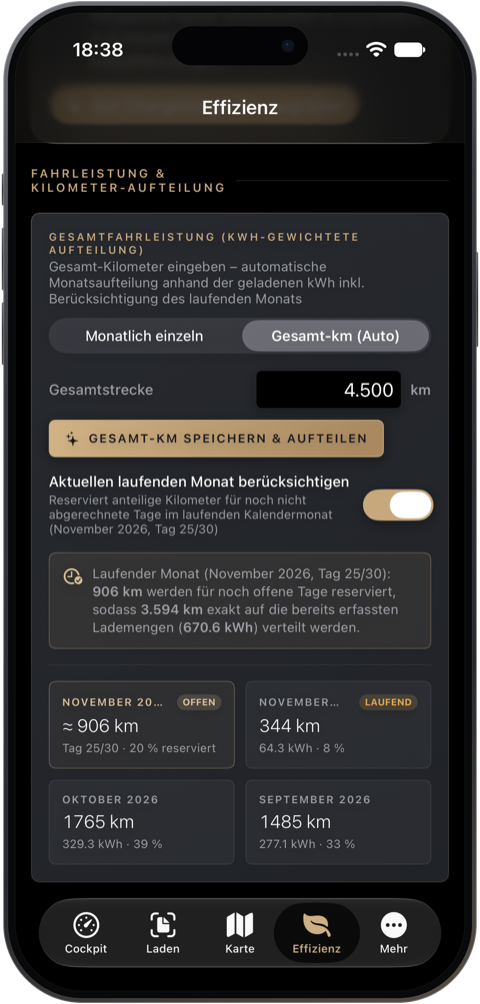 18:38
Effizienz
FAHRLEISTUNG &
KILOMETER-AUFTEILUNG
GESAMTFAHRLEISTUNG (KWH-GEWICHTETE
AUFTEILUNG)
Gesamt-Kilometer eingeben – automatische
Monatsaufteilung anhand der geladenen kWh inkl.
Berücksichtigung des laufenden Monats
Monatlich einzeln
Gesamt-km (Auto)
Gesamtstrecke
4.500
km
GESAMT-KM SPEICHERN & AUFTEILEN
Aktuellen laufenden Monat berücksichtigen
Reserviert anteilige Kilometer für noch nicht
abgerechnete Tage im laufenden Kalendermonat
(November 2026, Tag 25/30)
Laufender Monat (November 2026, Tag 25/30):
906 km werden für noch offene Tage reserviert,
sodass 3.594 km exakt auf die bereits erfassten
Lademengen (670.6 kWh) verteilt werden.
NOVEMBER 20...
OFFEN
≈ 906 km
Tag 25/30 · 20 % reserviert
NOVEMBER...
LAUFEND
344 km
64.3 kWh · 8 %
OKTOBER 2026
1765 km
329.3 kWh · 39 %
SEPTEMBER 2026
1485 km
277.1 kWh · 33 %
Cockpit
Laden
Karte
Effizienz
Mehr